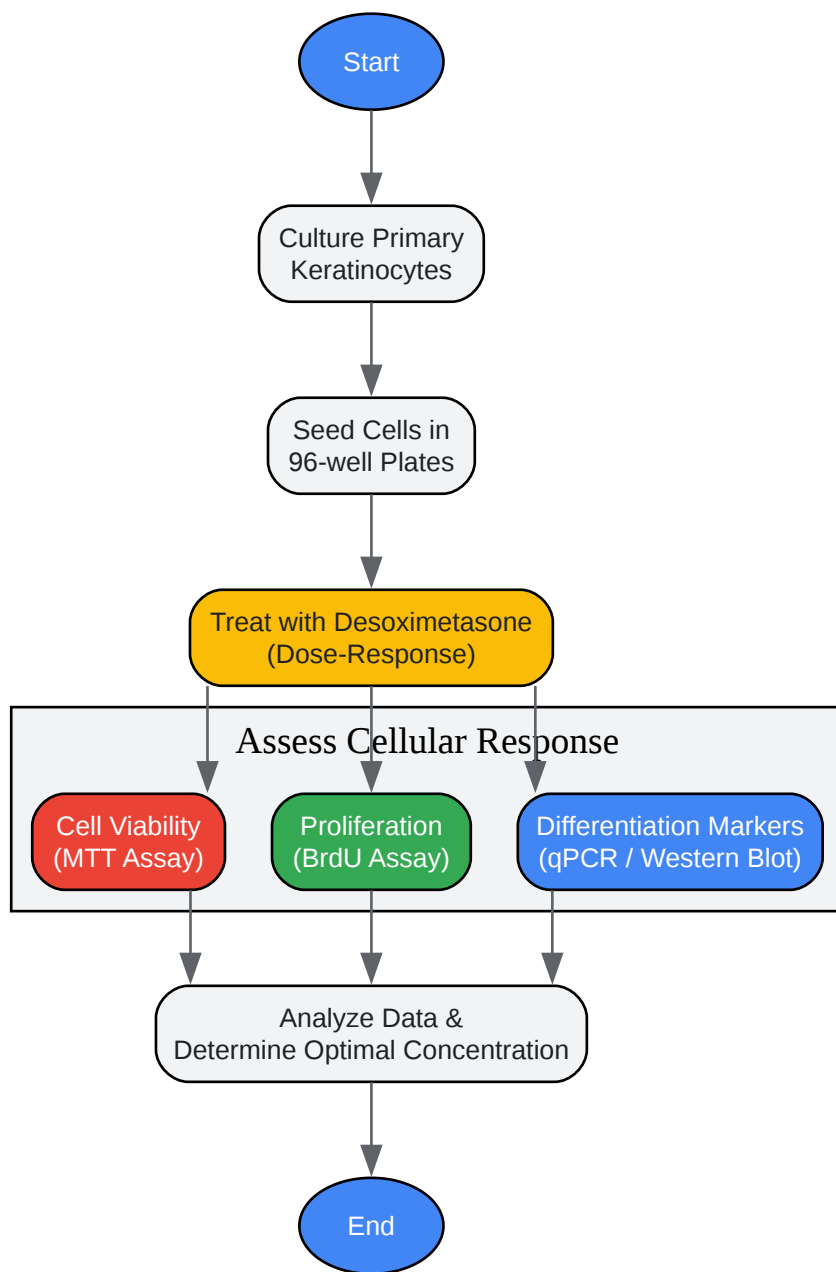 Start
Culture Primary
Keratinocytes
Seed Cells in
96-well Plates
Treat with Desoximetasone
(Dose-Response)
Assess Cellular Response
Cell Viability
(MTT Assay)
Proliferation
(BrdU Assay)
Differentiation Markers
(qPCR / Western Blot)
Analyze Data &
Determine Optimal Concentration
End